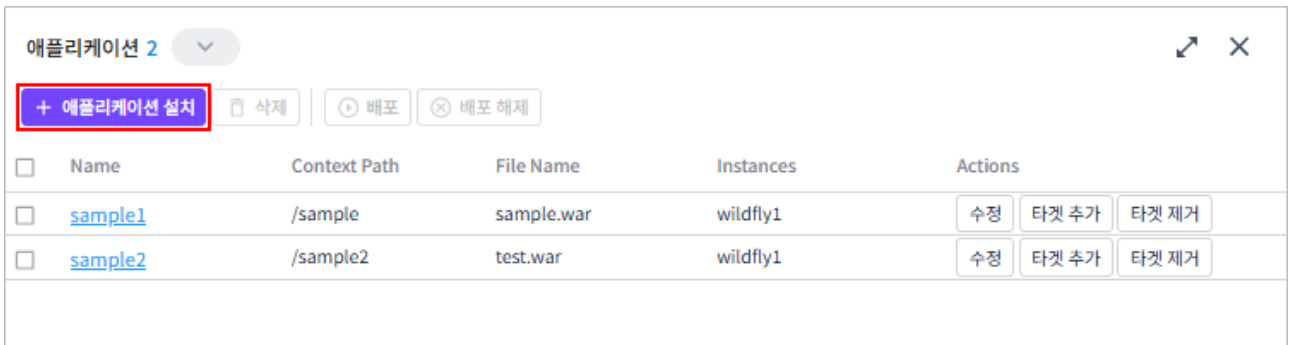 애플리케이션 2
애플리케이션 설치 삭제 배포 배포 해제
Name Context Path File Name Instances Actions
sample1 /sample sample.war wildfly1 수정 타겟 추가 타겟 제거
sample2 /sample2 test.war wildfly1 수정 타겟 추가 타겟 제거